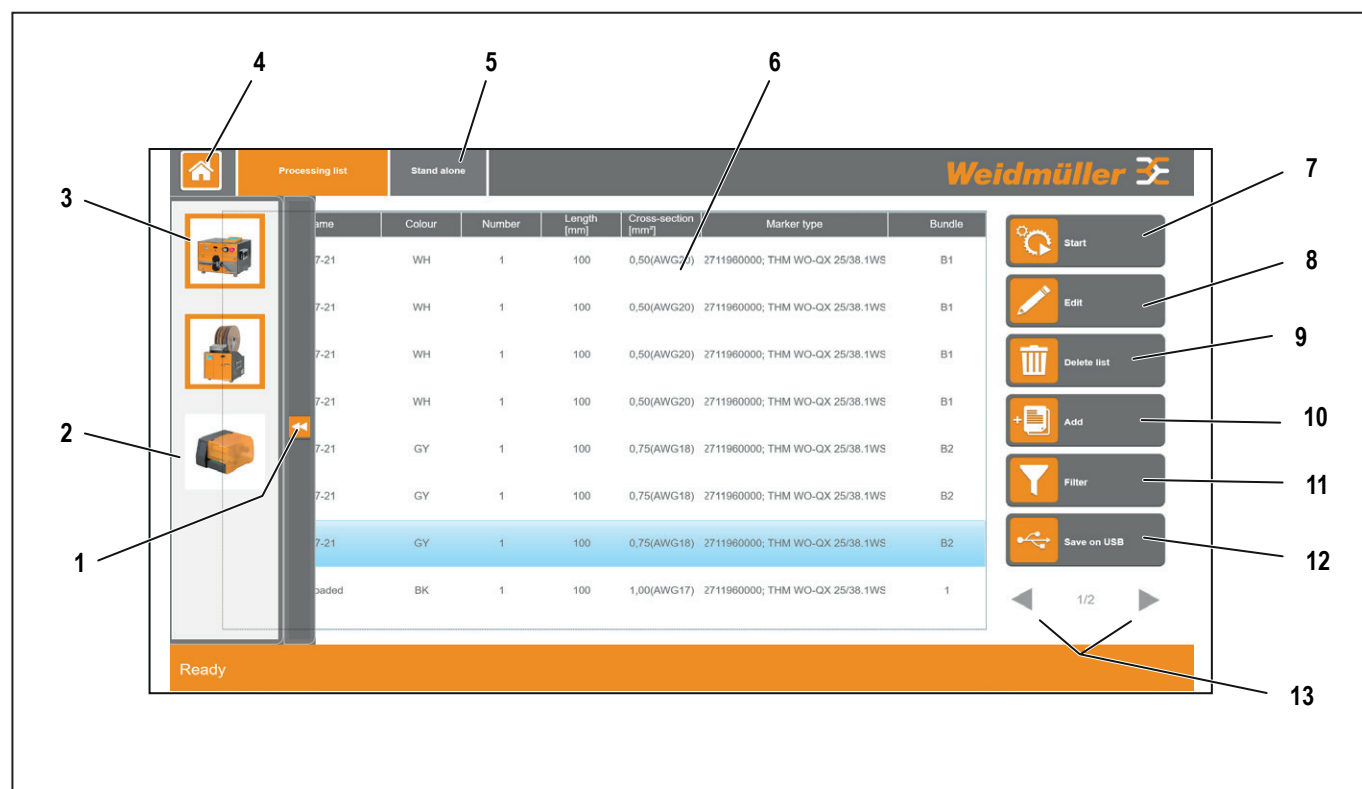 4 5 6
Processing list Stand alone Weidmüller
7
3
ame Colour Number Length [mm] Cross-section [mm²] Marker type Bundle
Start
7-21 WH 1 100 0,50(AWG20) 2711960000; THM WO-QX 25/38.1WS B1
8
7-21 WH 1 100 0,50(AWG20) 2711960000; THM WO-QX 25/38.1WS B1
Edit
9
7-21 WH 1 100 0,50(AWG20) 2711960000; THM WO-QX 25/38.1WS B1
Delete list
7-21 WH 1 100 0,50(AWG20) 2711960000; THM WO-QX 25/38.1WS B1
Add
10
2
7-21 GY 1 100 0,75(AWG18) 2711960000; THM WO-QX 25/38.1WS B2
Filter
11
7-21 GY 1 100 0,75(AWG18) 2711960000; THM WO-QX 25/38.1WS B2
7-21 GY 1 100 0,75(AWG18) 2711960000; THM WO-QX 25/38.1WS B2
Save on USB
12
1
oaded BK 1 100 1,00(AWG17) 2711960000; THM WO-QX 25/38.1WS 1
1/2
Ready
13